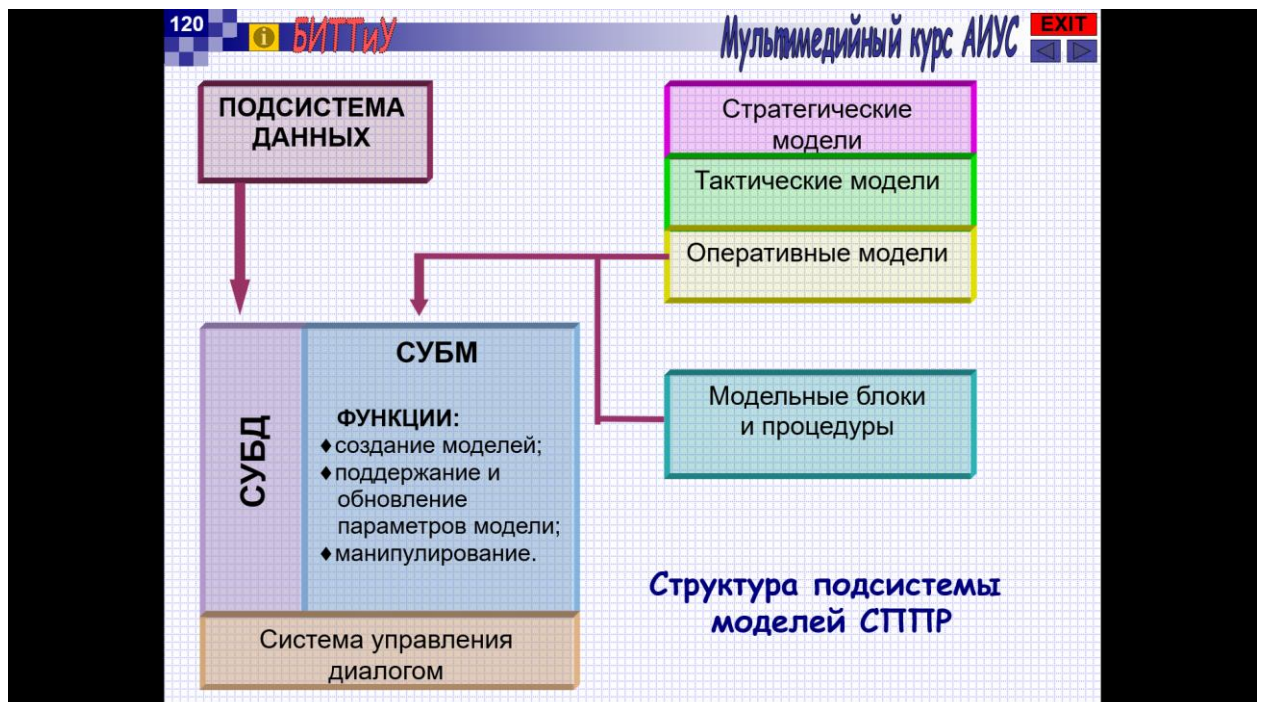 120
БИТТиУ
Мультимедийный курс АИУС
EXIT
ПОДСИСТЕМА
ДАННЫХ
Стратегические
модели
Тактические модели
Оперативные модели
СУБД
СУБМ
ФУНКЦИИ:
♦создание моделей;
♦поддержание и
обновление
параметров модели;
♦манипулирование.
Модельные блоки
и процедуры
Система управления
диалогом
Структура подсистемы
моделей СППР